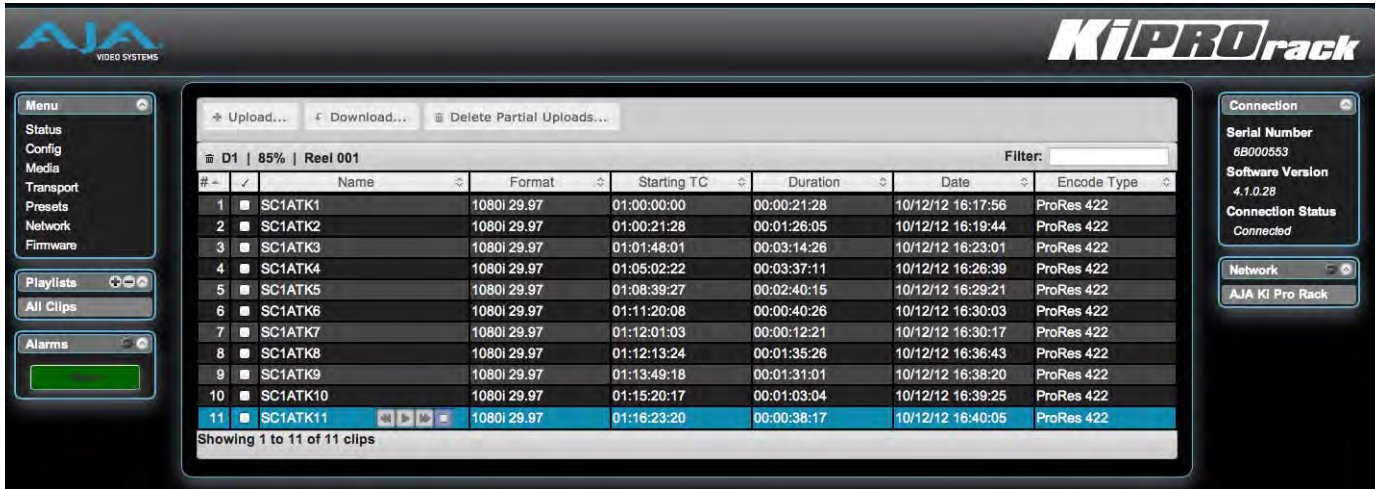 AJA
VIDEO SYSTEMS
KiPROrack
Menu
Status
Config
Media
Transport
Presets
Network
Firmware
Playlists
All Clips
Alarms
Upload... Download... Delete Partial Uploads...
D1 | 85% | Reel 001 Filter:
# Name Format Starting TC Duration Date Encode Type
1 SC1ATK1 1080i 29.97 01:00:00:00 00:00:21:28 10/12/12 16:17:56 ProRes 422
2 SC1ATK2 1080i 29.97 01:00:21:28 00:01:26:05 10/12/12 16:19:44 ProRes 422
3 SC1ATK3 1080i 29.97 01:01:48:01 00:03:14:26 10/12/12 16:23:01 ProRes 422
4 SC1ATK4 1080i 29.97 01:05:02:22 00:03:37:11 10/12/12 16:26:39 ProRes 422
5 SC1ATK5 1080i 29.97 01:08:39:27 00:02:40:15 10/12/12 16:29:21 ProRes 422
6 SC1ATK6 1080i 29.97 01:11:20:08 00:00:40:26 10/12/12 16:30:03 ProRes 422
7 SC1ATK7 1080i 29.97 01:12:01:03 00:00:12:21 10/12/12 16:30:17 ProRes 422
8 SC1ATK8 1080i 29.97 01:12:13:24 00:01:35:26 10/12/12 16:36:43 ProRes 422
9 SC1ATK9 1080i 29.97 01:13:49:18 00:01:31:01 10/12/12 16:38:20 ProRes 422
10 SC1ATK10 1080i 29.97 01:15:20:17 00:01:03:04 10/12/12 16:39:25 ProRes 422
11 SC1ATK11 1080i 29.97 01:16:23:20 00:00:38:17 10/12/12 16:40:05 ProRes 422
Showing 1 to 11 of 11 clips
Connection
Serial Number
6B000553
Software Version
4.1.0.28
Connection Status
Connected
Network
AJA Ki Pro Rack